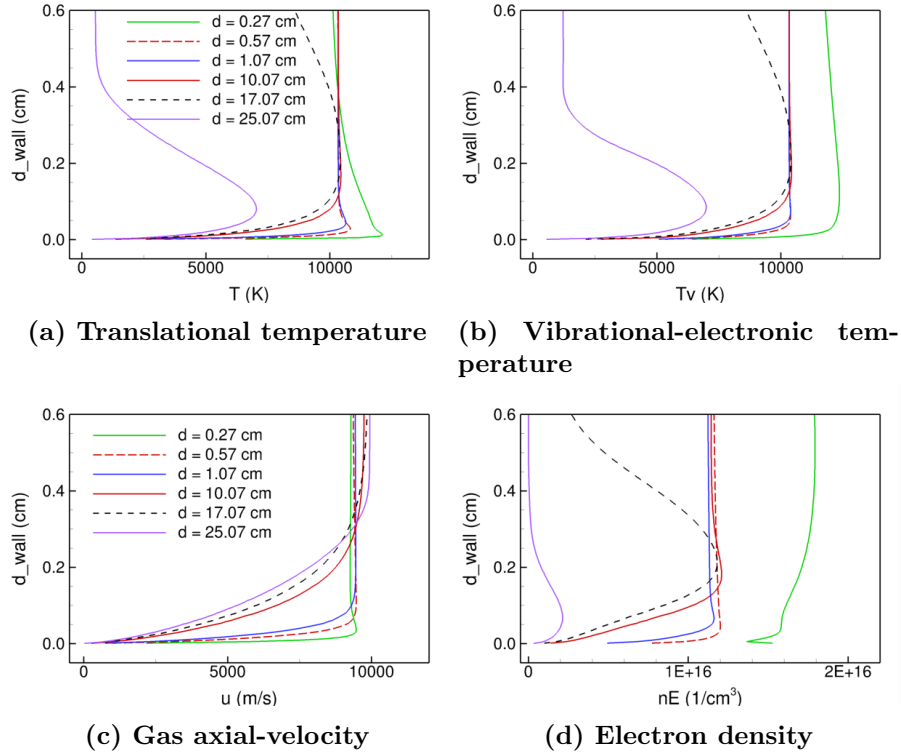 0.6
0.4
0.2
0.0
d_wall (cm)
d = 0.27 cm
d = 0.57 cm
d = 1.07 cm
d = 10.07 cm
d = 17.07 cm
d = 25.07 cm
0 5000 10000
T (K)
0.6
0.4
0.2
0.0
d_wall (cm)
0 5000 10000
Tv (K)
(a) Translational temperature
(b) Vibrational-electronic tem-
perature
0.6
0.4
0.2
0.0
d_wall (cm)
d = 0.27 cm
d = 0.57 cm
d = 1.07 cm
d = 10.07 cm
d = 17.07 cm
d = 25.07 cm
0 5000 10000
u (m/s)
0.6
0.4
0.2
0.0
d_wall (cm)
0 1E+16 2E+16
nE (1/cm³)
(c) Gas axial-velocity
(d) Electron density